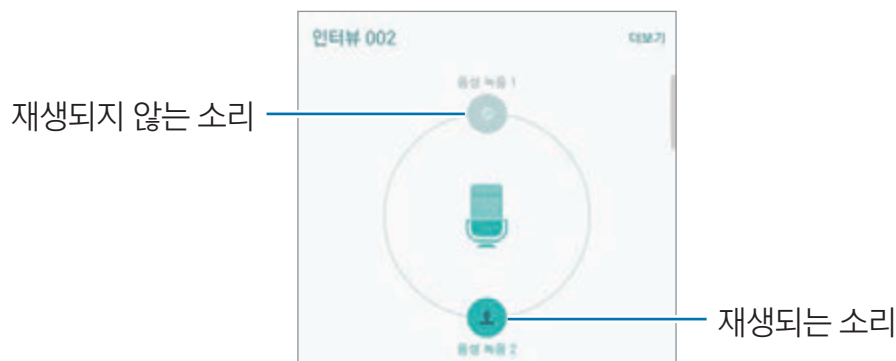 인터뷰 002
더보기
음성 녹음 1
재생되지 않는 소리
재생되는 소리
음성 녹음 2